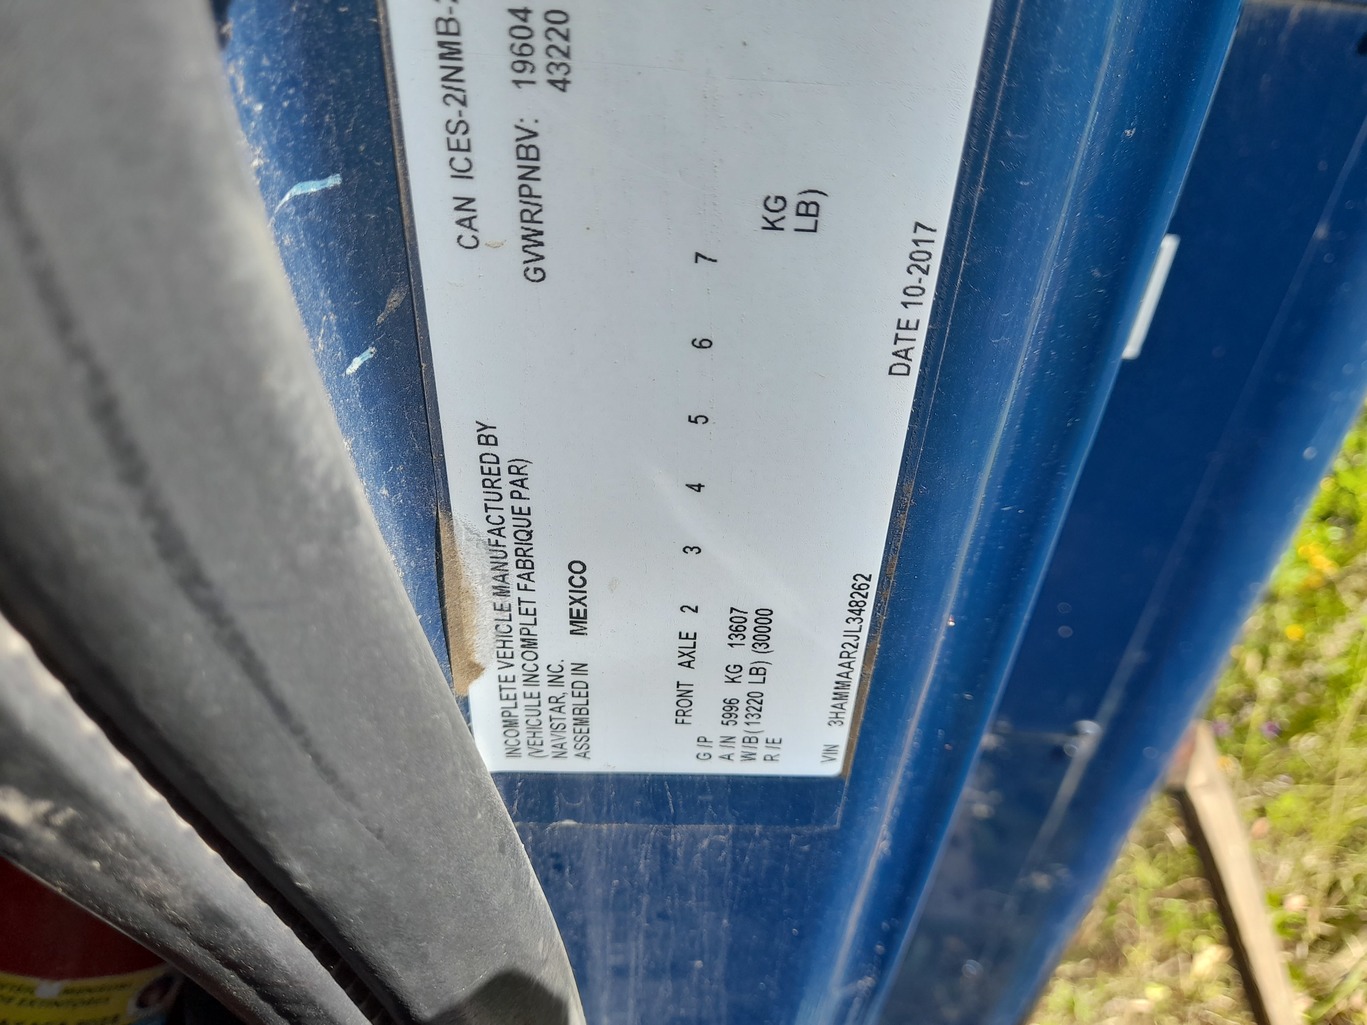 CAN ICES-2/NMB-2
GVWR/PNBV: 19604
43220
INCOMPLETE VEHICLE MANUFACTURED BY
(VEHICULE INCOMPLET FABRIQUE PAR)
NAVISTAR, INC.
ASSEMBLED IN MEXICO
FRONT AXLE 2 3 4 5 6 7
G/P
A/N 5996 KG 13607 KG
W/B(13220 LB) (30000 LB)
R/E
VIN 3HAMMAAR2JL348262
DATE 10-2017